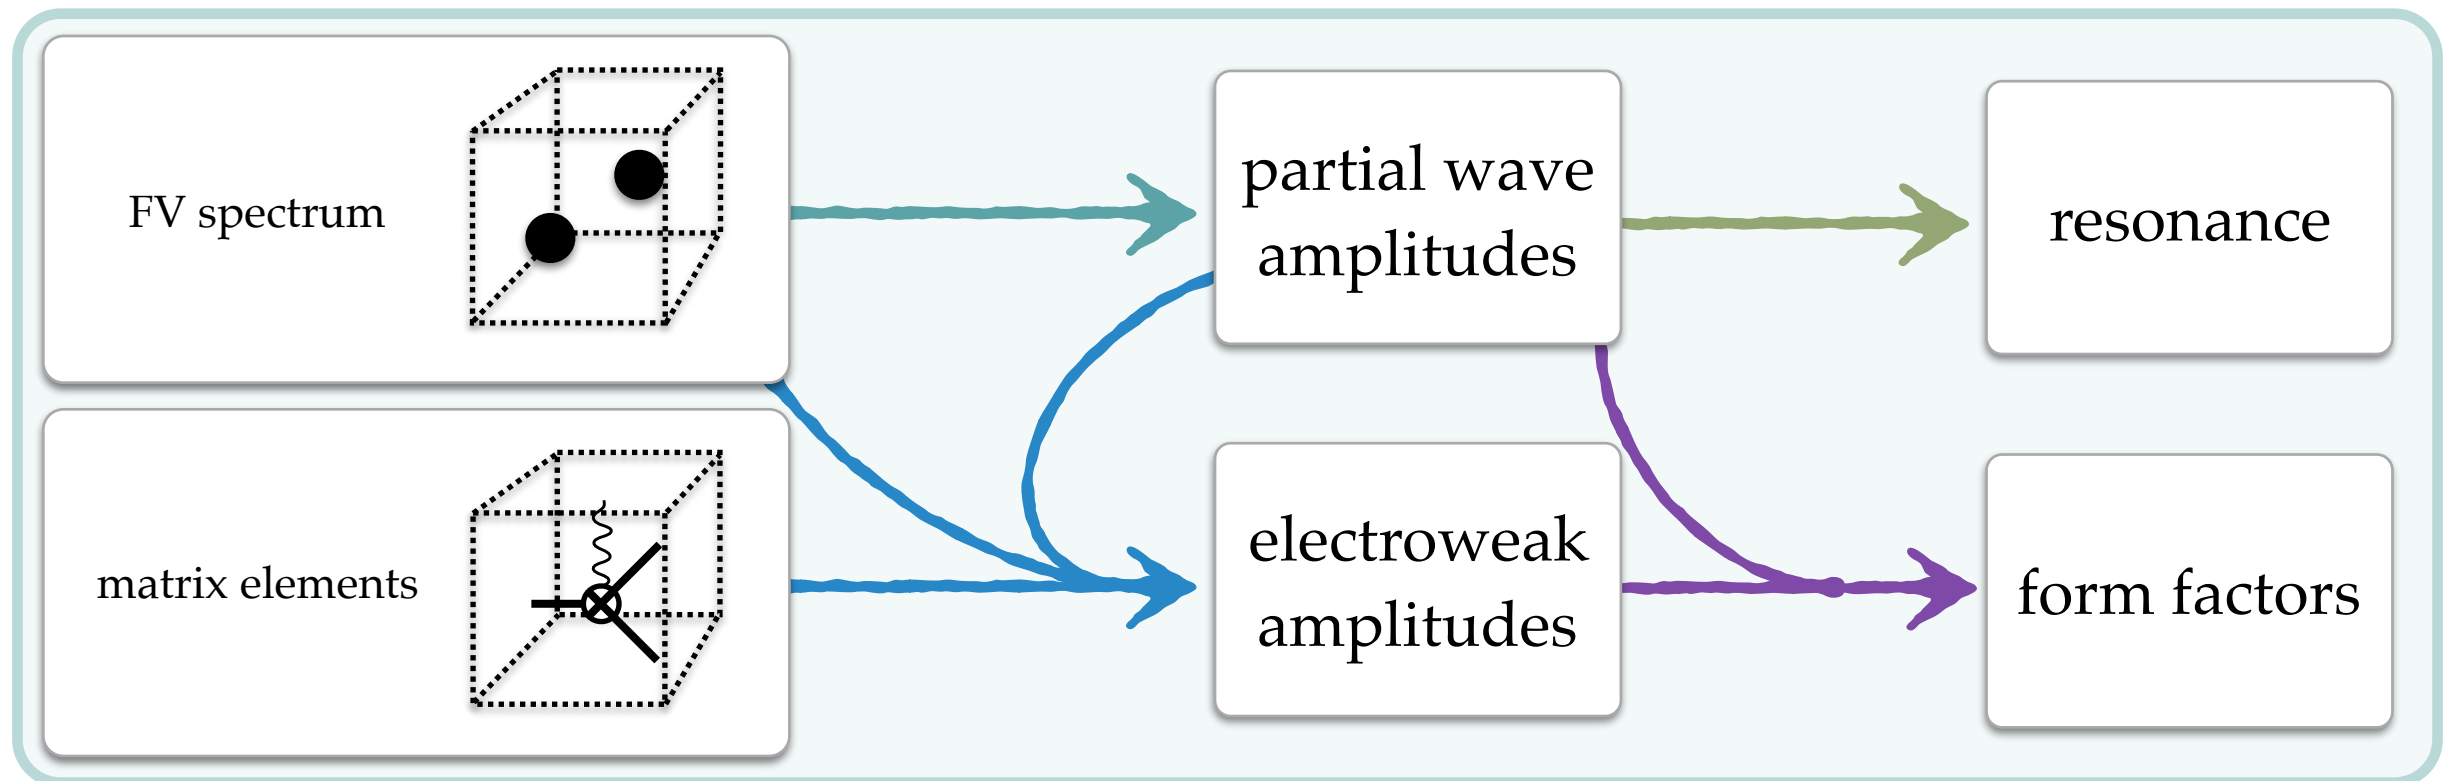 FV spectrum
partial wave
amplitudes
resonance
matrix elements
electroweak
amplitudes
form factors